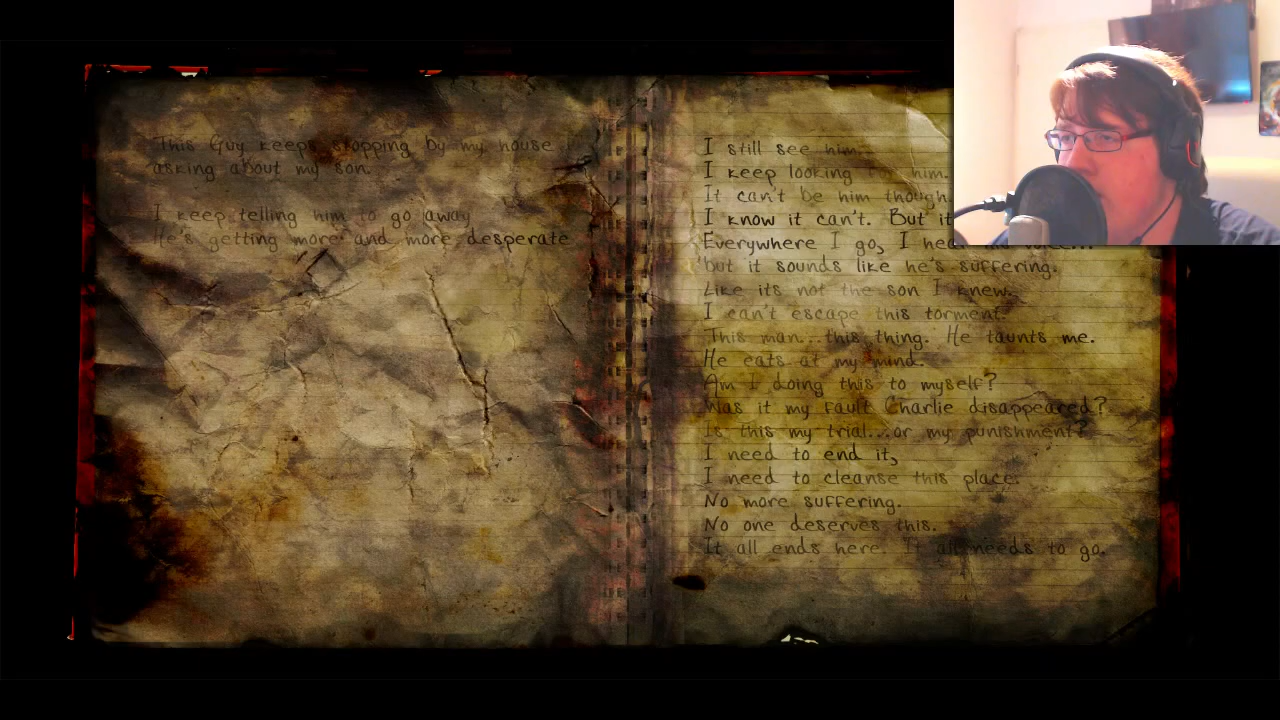 This Guy keeps stopping by my house
asking about my son.
I keep telling him to go away
He's getting more and more desperate
I still see him...
I keep looking for him.
It can't be him though.
I know it can't. But it
Everywhere I go, I hear his voice...
but it sounds like he's suffering.
Like its not the son I knew.
I can't escape this torment.
This man...this thing. He taunts me.
He eats at my mind.
Am I doing this to myself?
Was it my fault Charlie disappeared?
Is this my trial...or my punishment?
I need to end it,
I need to cleanse this place.
No more suffering.
No one deserves this.
It all ends here. It all needs to go.